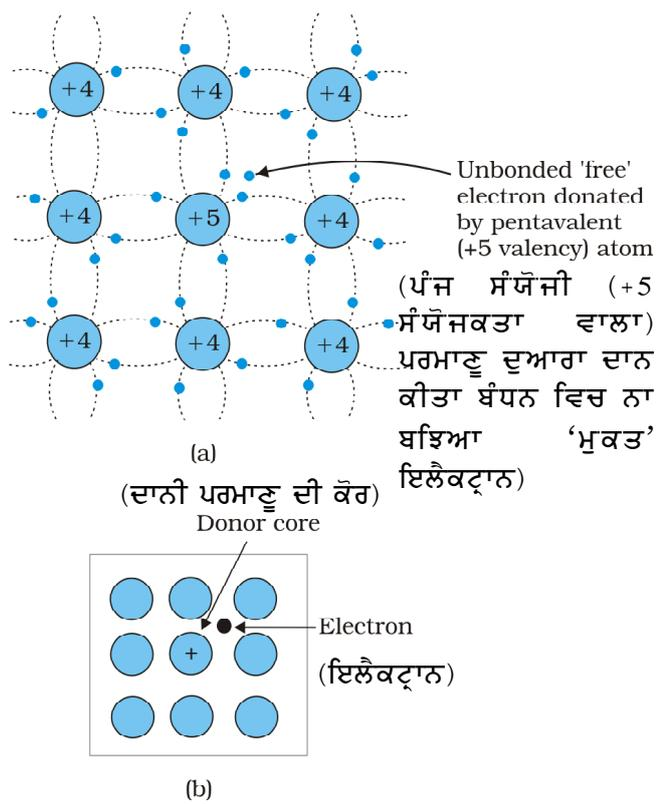 +4 +4 +4
Unbonded 'free'
electron donated
by pentavalent
(+5 valency) atom
+4 +5 +4
(ਪੰਜ ਸੰਯੋਜੀ (+5
ਸੰਯੋਜਕਤਾ ਵਾਲਾ)
ਪਰਮਾਣੂ ਦੁਆਰਾ ਦਾਨ
ਕੀਤਾ ਬੰਧਨ ਵਿਚ ਨਾ
ਬਝਿਆ ‘ਮੁਕਤ’
ਇਲੈਕਟ੍ਰਾਨ)
+4 +4 +4
(a)
(ਦਾਨੀ ਪਰਮਾਣੂ ਦੀ ਕੋਰ)
Donor core
Electron
+
(ਇਲੈਕਟ੍ਰਾਨ)
(b)